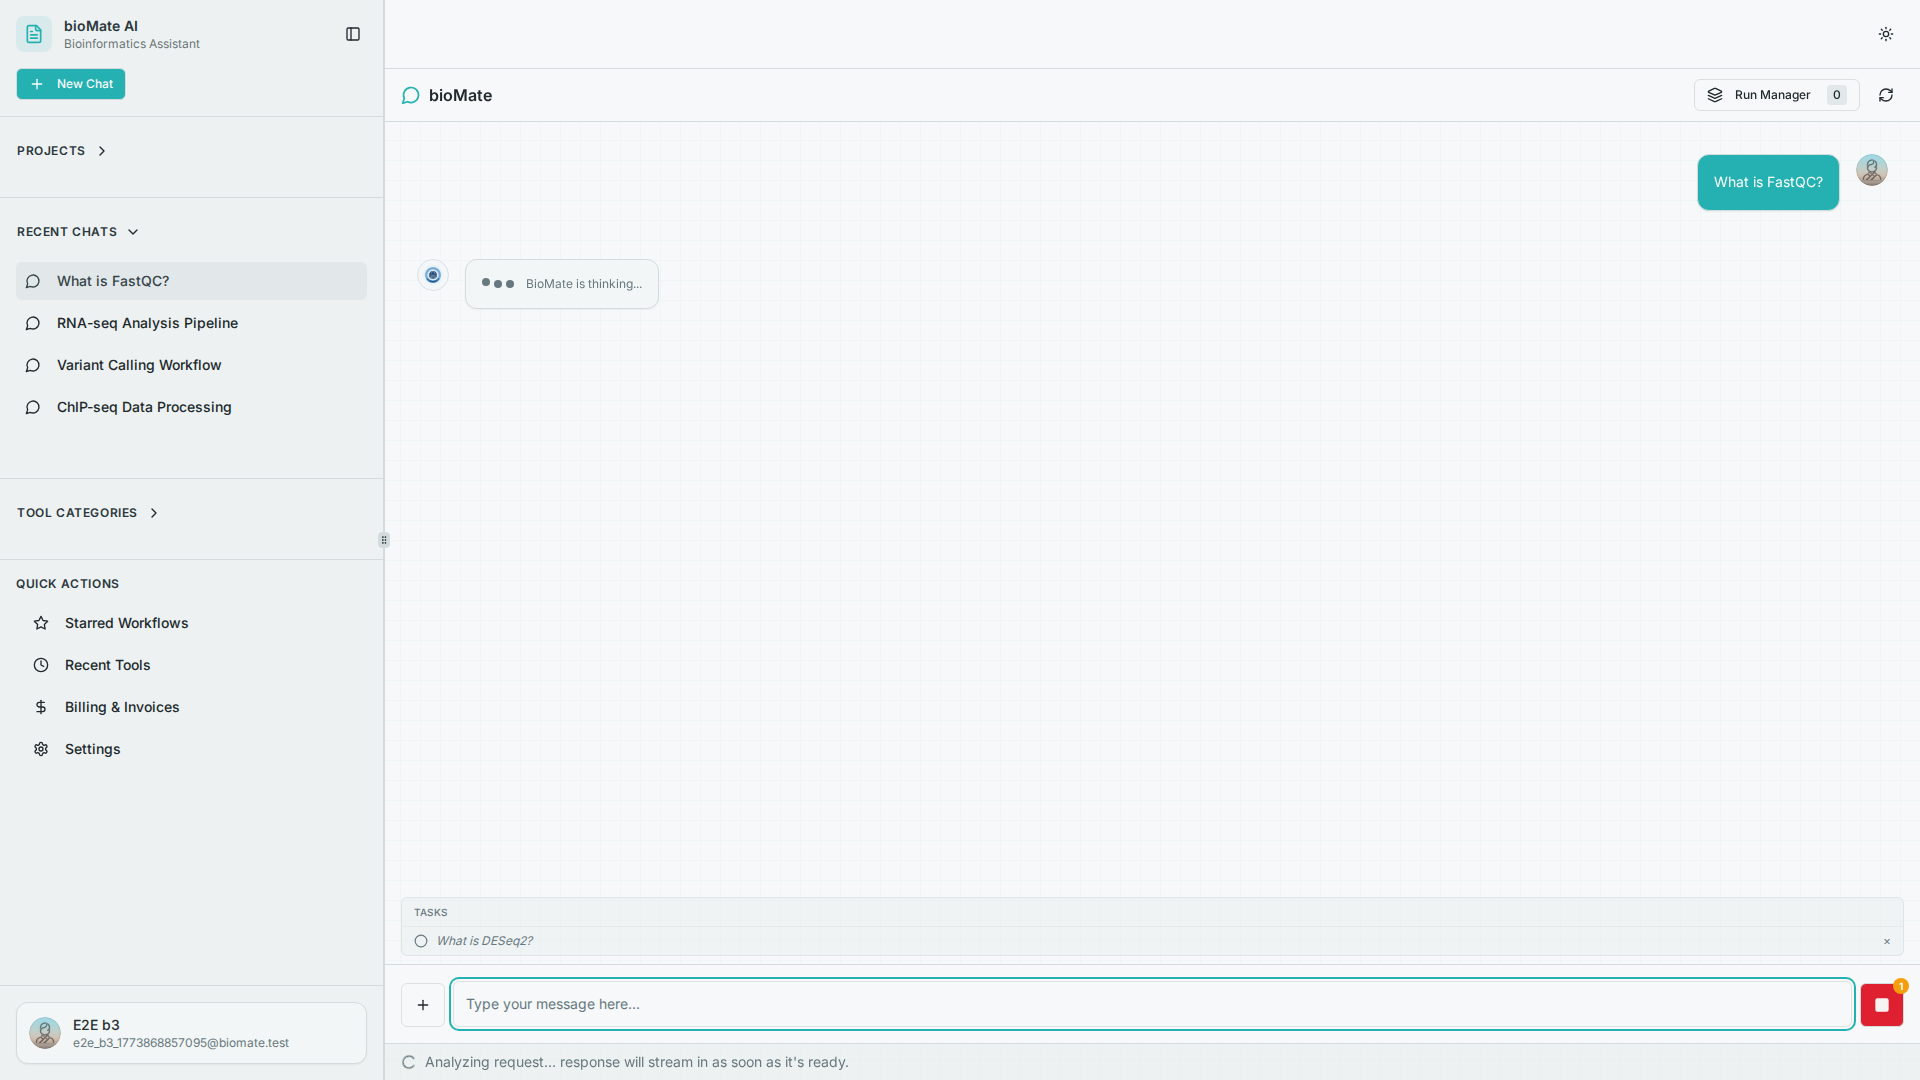 bioMate AI
Bioinformatics Assistant
New Chat
PROJECTS
RECENT CHATS
What is FastQC?
RNA-seq Analysis Pipeline
Variant Calling Workflow
ChIP-seq Data Processing
TOOL CATEGORIES
QUICK ACTIONS
Starred Workflows
Recent Tools
Billing & Invoices
Settings
E2E b3
e2e_b3_1773868857095@biomate.test
bioMate
Run Manager 0
What is FastQC?
BioMate is thinking...
TASKS
What is DESeq2?
Type your message here...
1
Analyzing request... response will stream in as soon as it's ready.